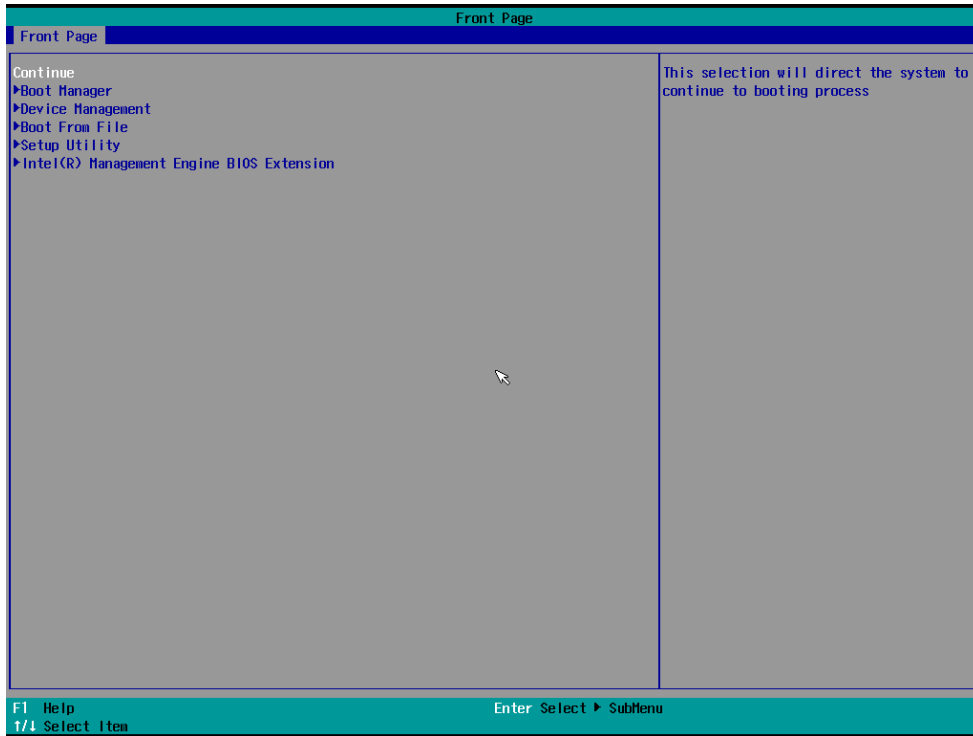 Front Page
Front Page
Continue
▶Boot Manager
▶Device Management
▶Boot From File
▶Setup Utility
▶Intel(R) Management Engine BIOS Extension
This selection will direct the system to
continue to booting process
F1 Help
Enter Select ▶ SubMenu
↑/↓ Select Item